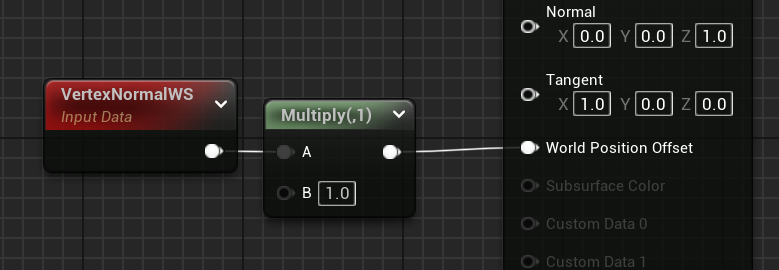 Normal
X 0.0 Y 0.0 Z 1.0
VertexNormalWS
Input Data
Tangent
X 1.0 Y 0.0 Z 0.0
Multiply(,1)
A
World Position Offset
B 1.0
Subsurface Color
Custom Data 0
Custom Data 1